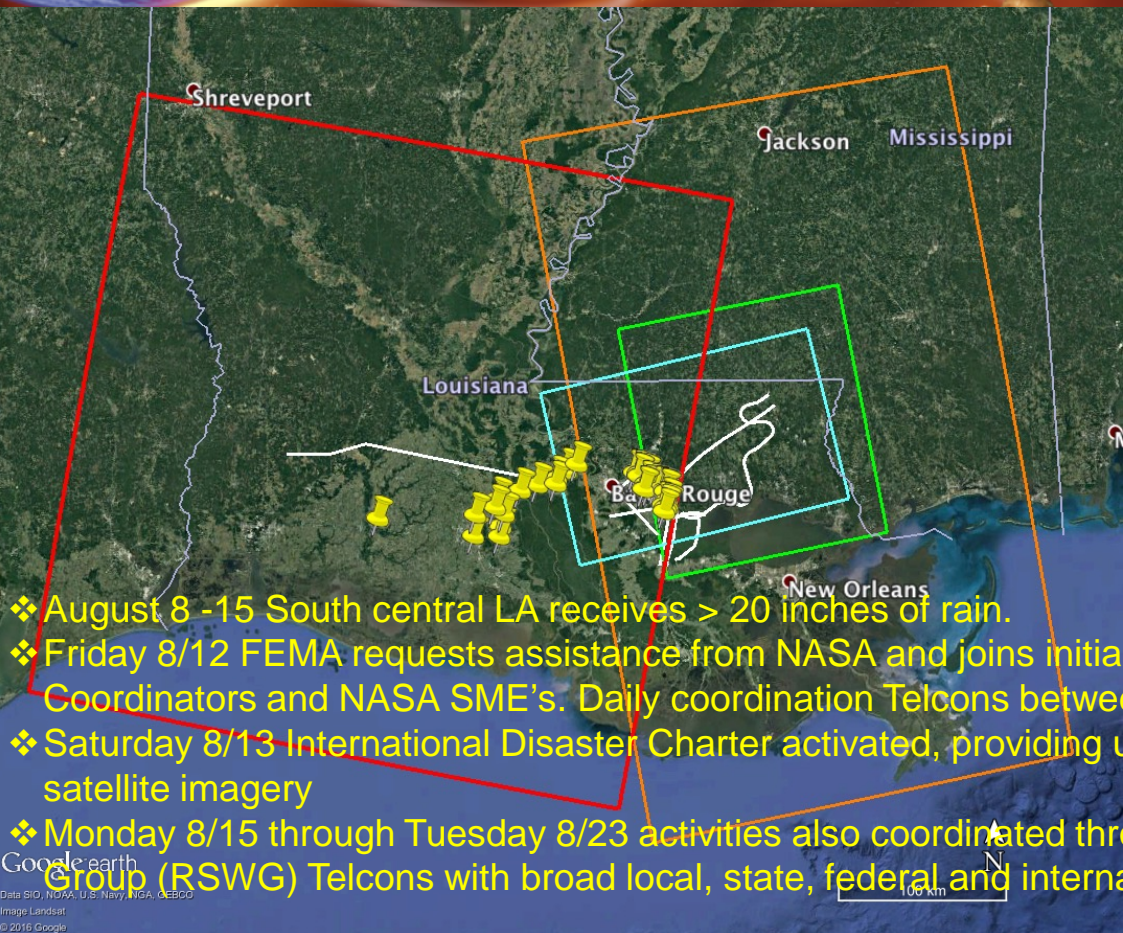 Shreveport
Jackson
Mississippi
Louisiana
Ba Rouge
New Orleans
❖August 8 -15 South central LA receives > 20 inches of rain.
❖Friday 8/12 FEMA requests assistance from NASA and joins initia
Coordinators and NASA SME's. Daily coordination Telcons betwe
❖Saturday 8/13 International Disaster Charter activated, providing u
satellite imagery
❖Monday 8/15 through Tuesday 8/23 activities also coordinated thr
Group (RSWG) Telcons with broad local, state, federal and interna
Google earth
N
100 km
Data SIO, NOAA, U.S. Navy, NGA, GEBCO
Image Landsat
© 2016 Google